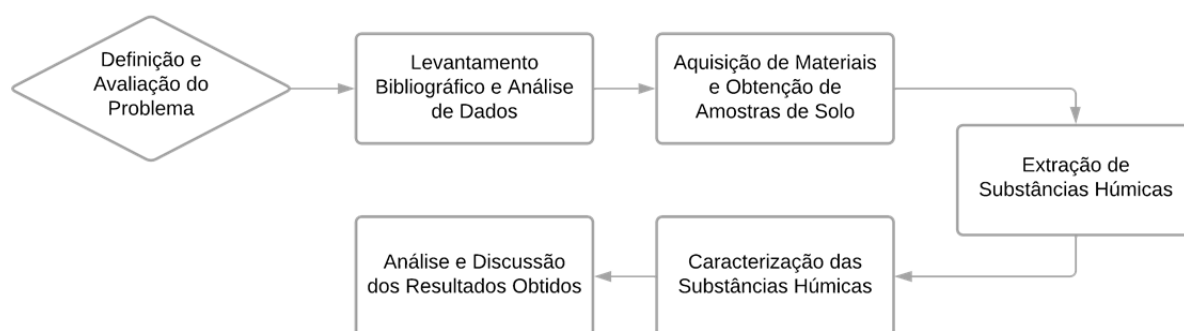 Definição e
Avaliação do
Problema
Levantamento
Bibliográfico e Análise
de Dados
Aquisição de Materiais
e Obtenção de
Amostras de Solo
Extração de
Substâncias Húmicas
Caracterização das
Substâncias Húmicas
Análise e Discussão
dos Resultados Obtidos